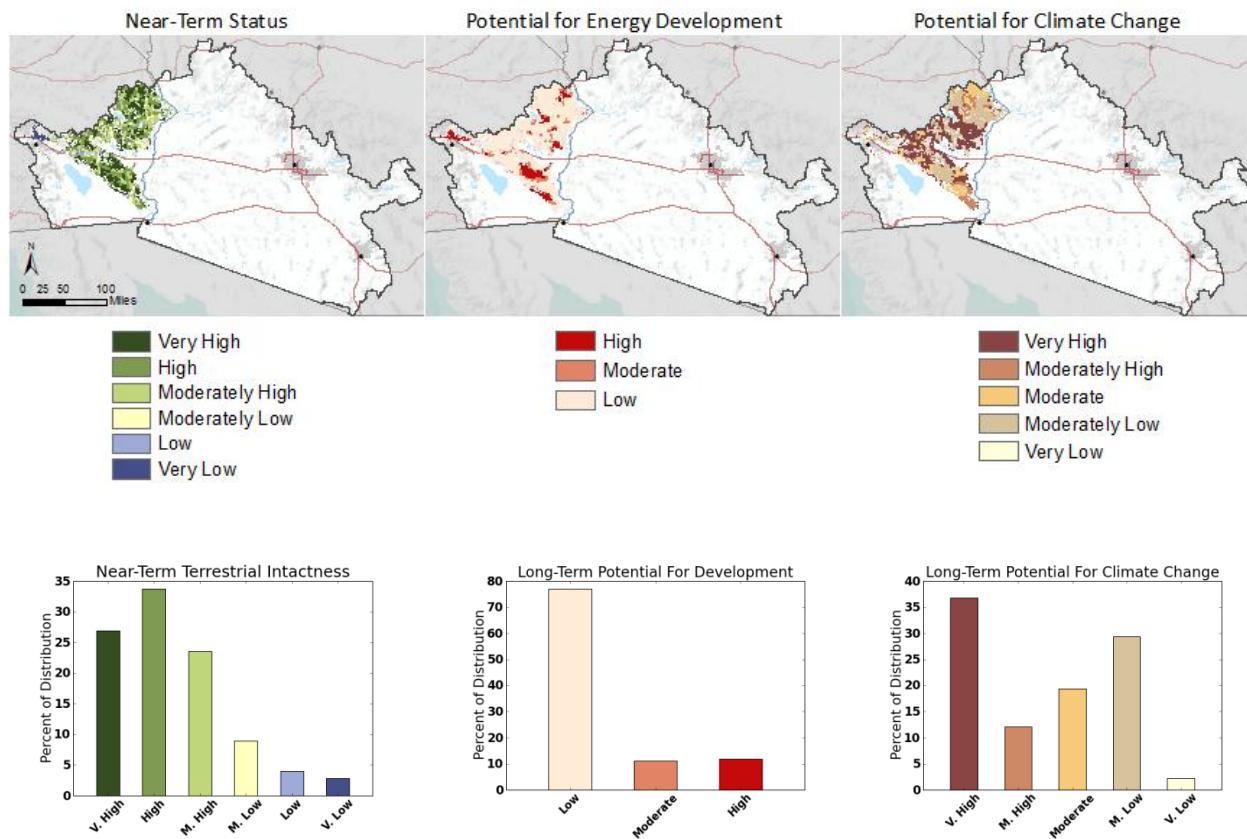 Near-Term Status
Potential for Energy Development
Potential for Climate Change
N
0 25 50 100
Miles
Very High
High
Moderately High
Moderately Low
Low
Very Low
High
Moderate
Low
Very High
Moderately High
Moderate
Moderately Low
Very Low
Near-Term Terrestrial Intactness
Percent of Distribution
35
30
25
20
15
10
5
0
V. High
High
M. High
M. Low
Low
V. Low
Long-Term Potential For Development
Percent of Distribution
80
70
60
50
40
30
20
10
0
Low
Moderate
High
Long-Term Potential For Climate Change
Percent of Distribution
40
35
30
25
20
15
10
5
0
V. High
M. High
Moderate
M. Low
V. Low